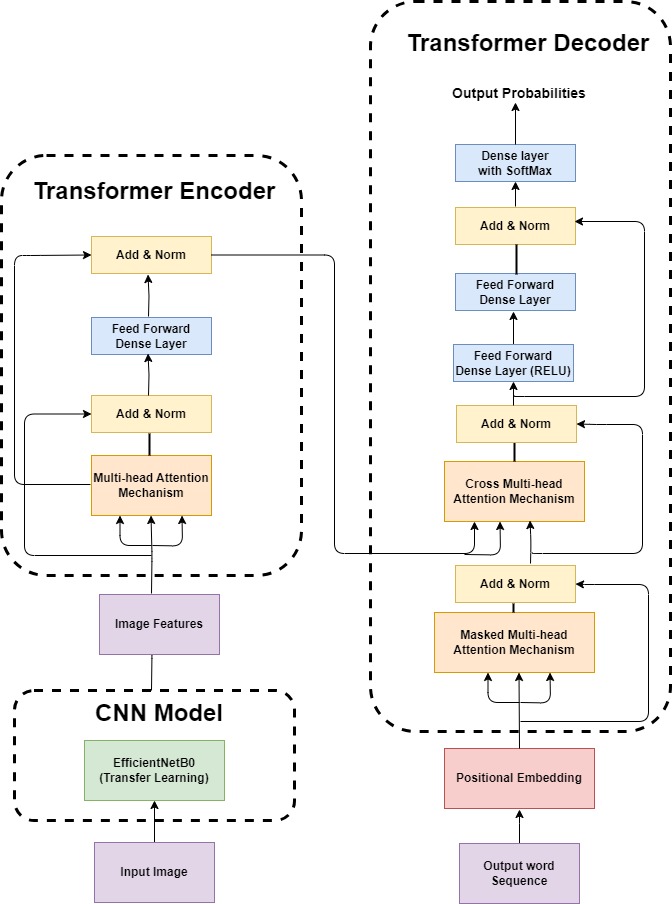 Transformer Decoder
Output Probabilities
Dense layer
with SoftMax
Add & Norm
Feed Forward
Dense Layer
Feed Forward
Dense Layer (RELU)
Add & Norm
Cross Multi-head
Attention Mechanism
Add & Norm
Masked Multi-head
Attention Mechanism
Positional Embedding
Output word
Sequence
Transformer Encoder
Add & Norm
Feed Forward
Dense Layer
Add & Norm
Multi-head Attention
Mechanism
Image Features
CNN Model
EfficientNetB0
(Transfer Learning)
Input Image